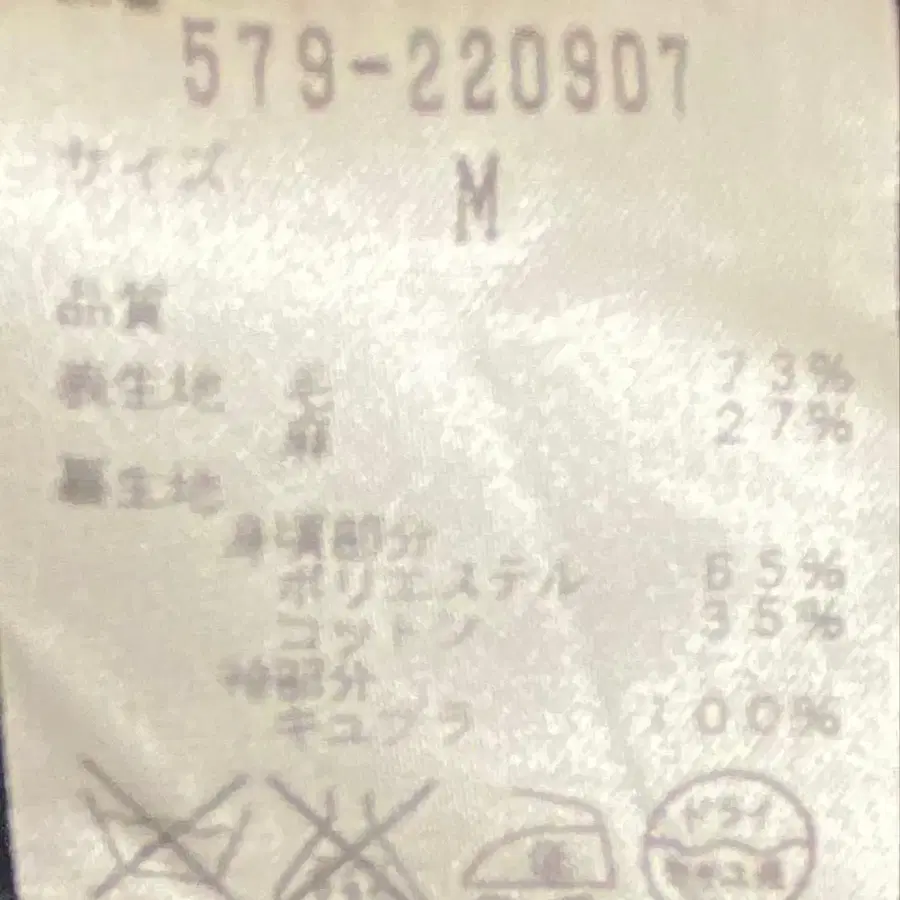 579-220907
サイズ M
品質
表生地 毛 73%
麻 27%
裏生地
身頃部分
ポリエステル 65%
コットン 35%
袖部分
キュプラ 100%
ドライ